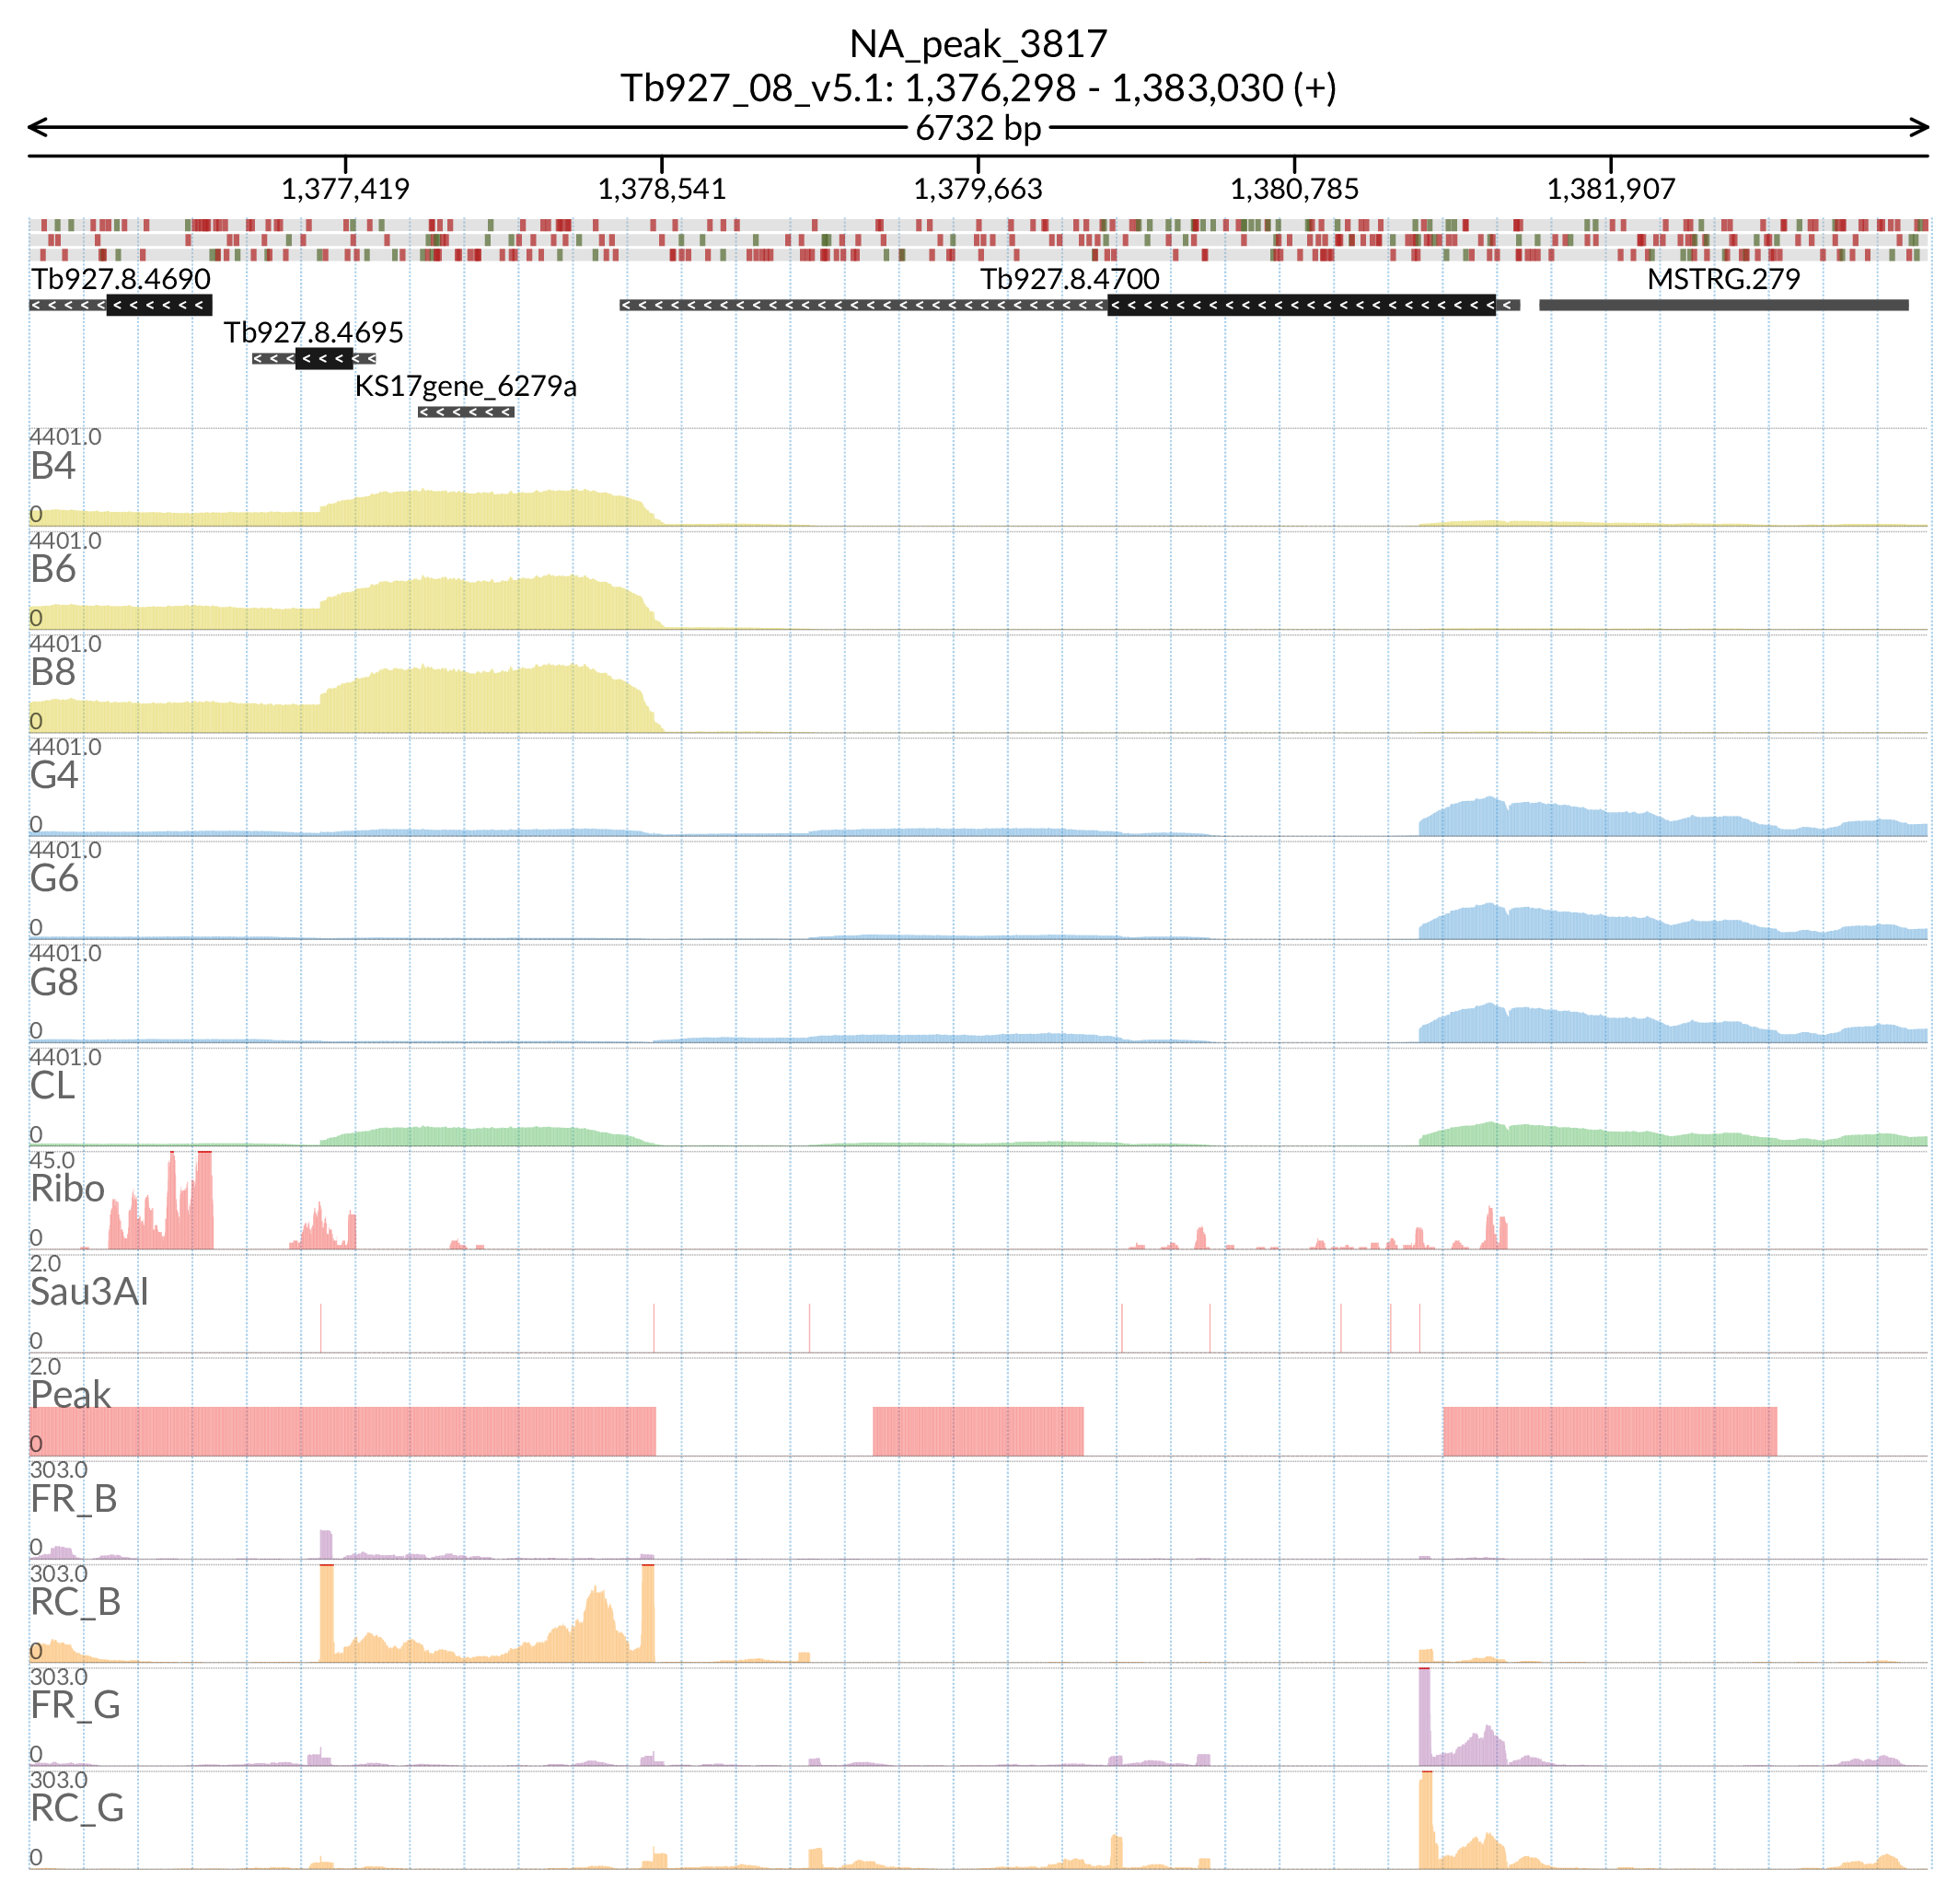 NA_peak_3817
Tb927_08_v5.1: 1,376,298 - 1,383,030 (+)
6732 bp
1,377,419 1,378,541 1,379,663 1,380,785 1,381,907
Tb927.8.4690 Tb927.8.4700 MSTRG.279
Tb927.8.4695
KS17gene_6279a
4401.0
B4
0
4401.0
B6
0
4401.0
B8
0
4401.0
G4
0
4401.0
G6
0
4401.0
G8
0
4401.0
CL
0
45.0
Ribo
0
2.0
Sau3AI
0
2.0
Peak
0
303.0
FR_B
0
303.0
RC_B
0
303.0
FR_G
0
303.0
RC_G
0